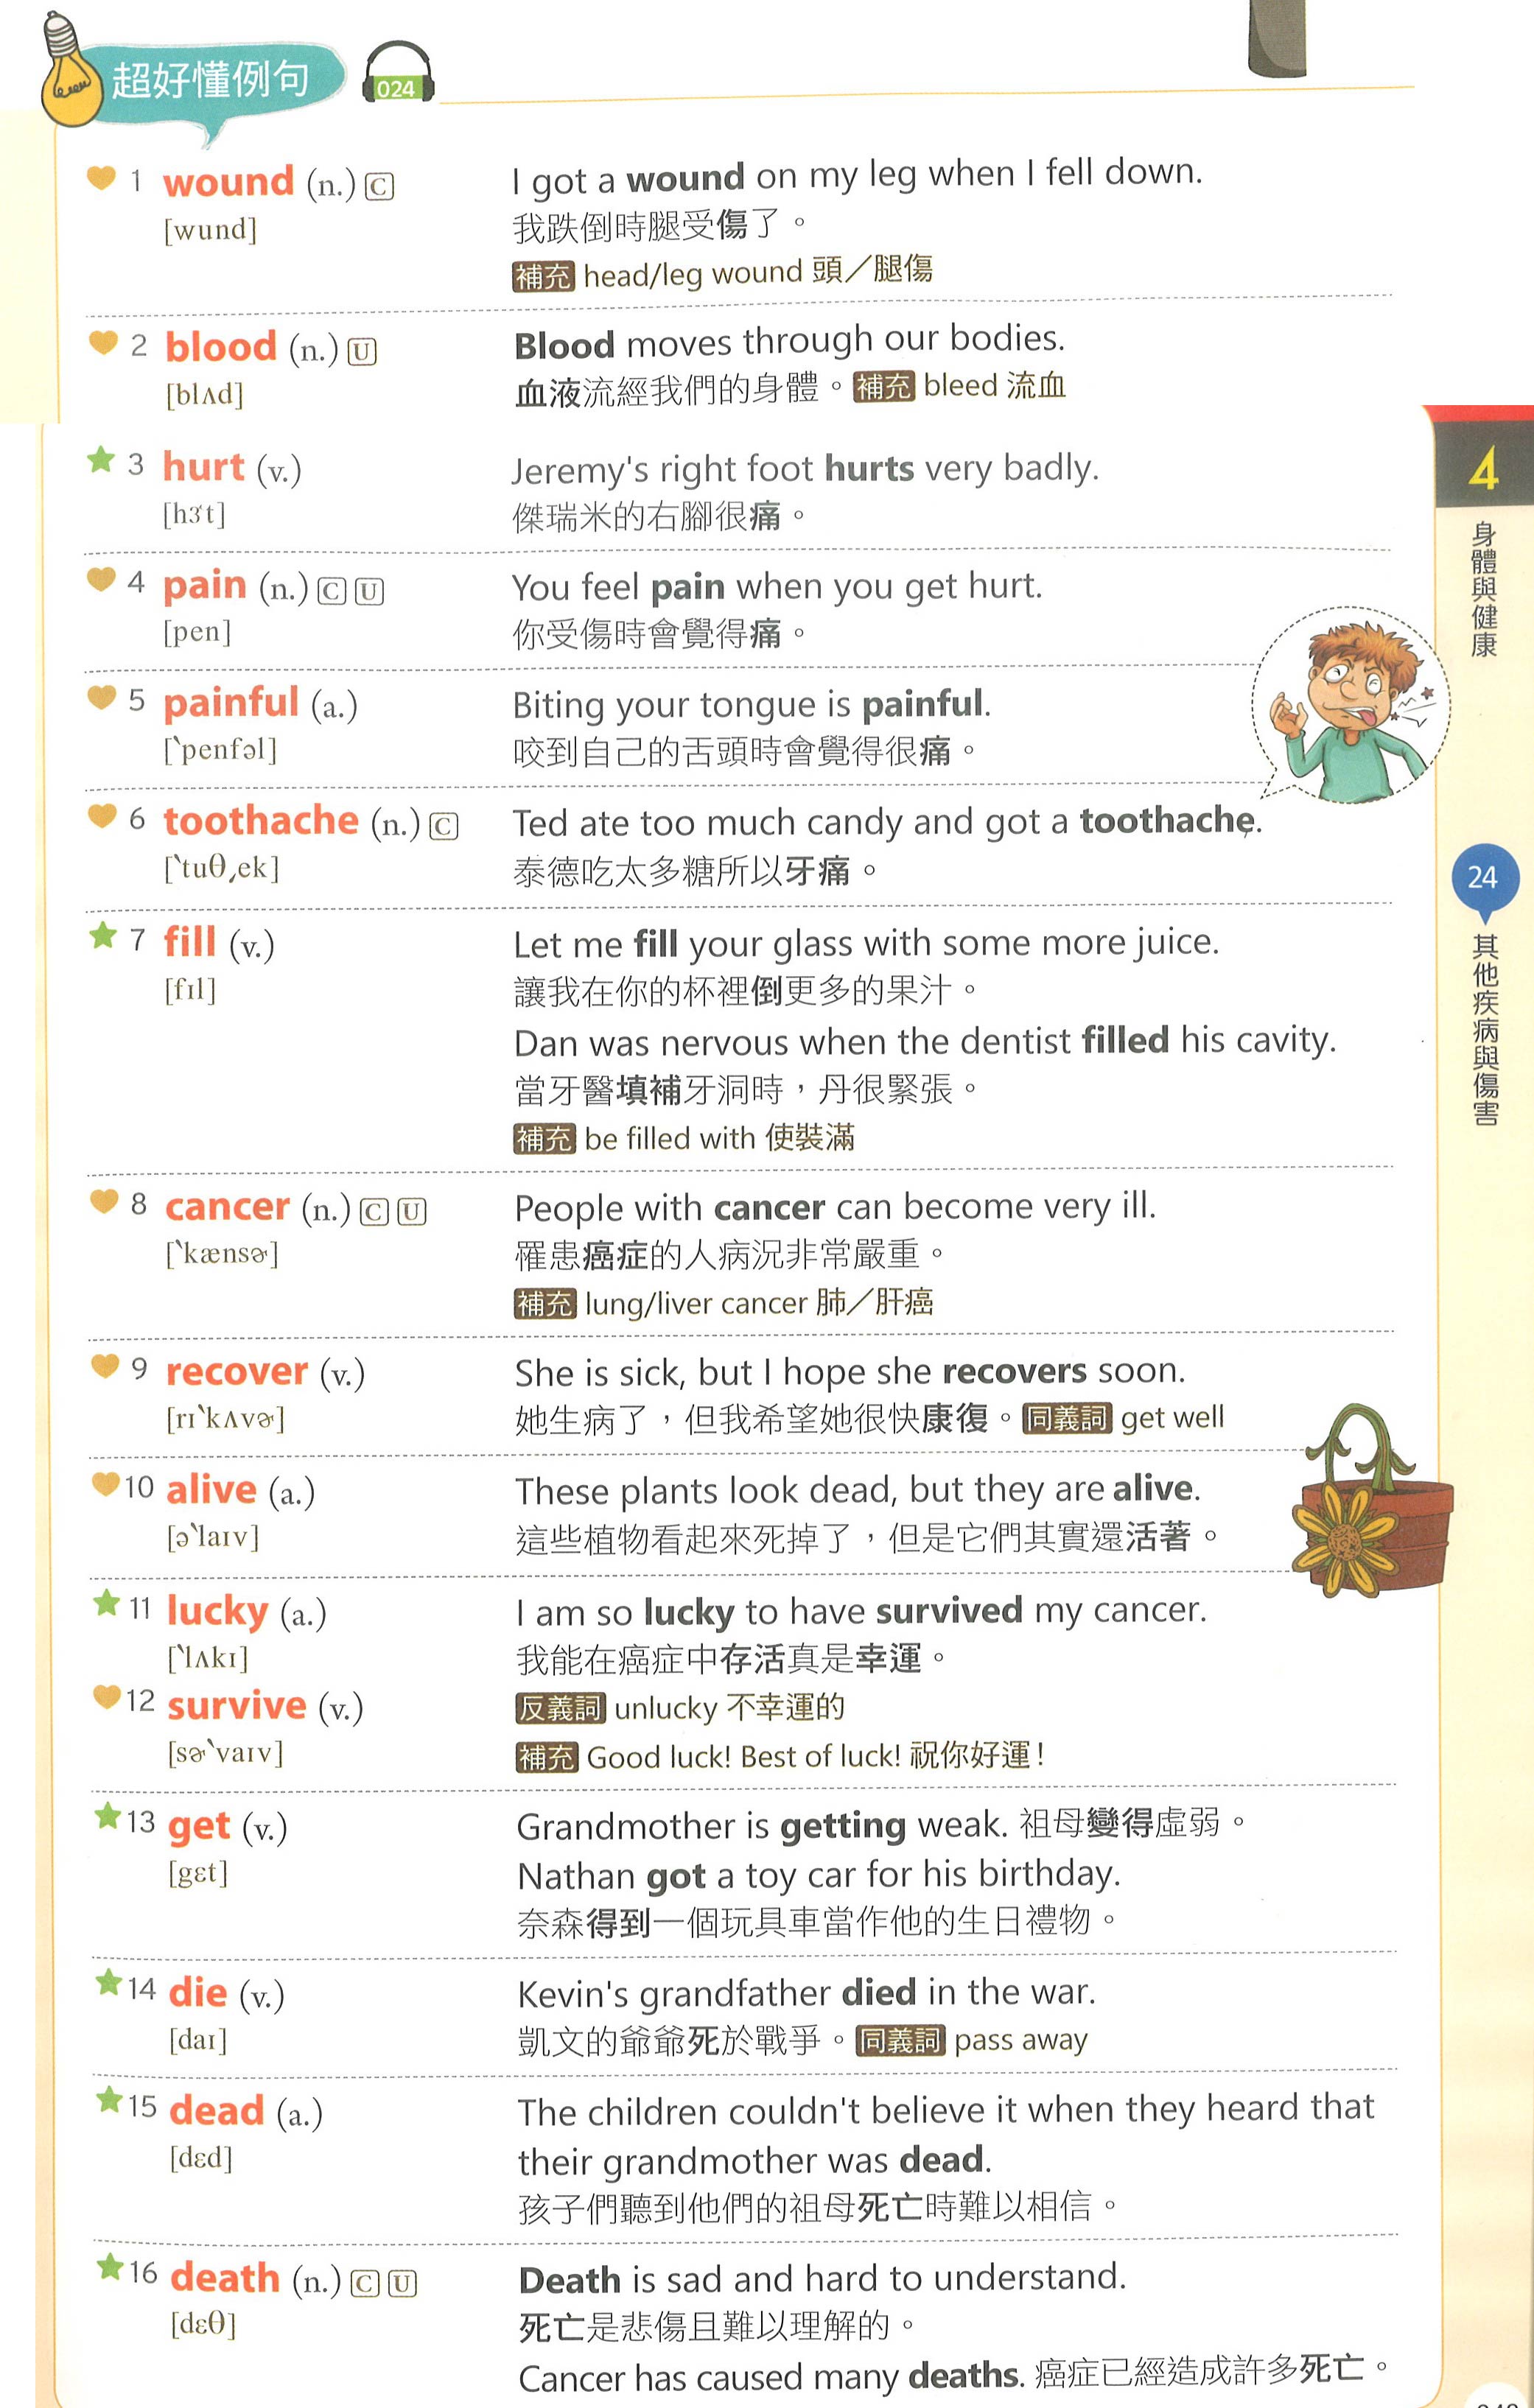 超好懂例句 024
1 wound (n.) C
[wund]
I got a wound on my leg when I fell down.
我跌倒時腿受傷了。
補充 head/leg wound 頭／腿傷
2 blood (n.) U
[blʌd]
Blood moves through our bodies.
血液流經我們的身體。補充 bleed 流血
3 hurt (v.)
[hɝt]
Jeremy's right foot hurts very badly.
傑瑞米的右腳很痛。
4 pain (n.) C U
[pen]
You feel pain when you get hurt.
你受傷時會覺得痛。
5 painful (a.)
[ˋpenfəl]
Biting your tongue is painful.
咬到自己的舌頭時會覺得很痛。
6 toothache (n.) C
[ˋtuθˏek]
Ted ate too much candy and got a toothache.
泰德吃太多糖所以牙痛。
7 fill (v.)
[fɪl]
Let me fill your glass with some more juice.
讓我在你的杯裡倒更多的果汁。
Dan was nervous when the dentist filled his cavity.
當牙醫填補牙洞時，丹很緊張。
補充 be filled with 使裝滿
8 cancer (n.) C U
[ˋkænsɚ]
People with cancer can become very ill.
罹患癌症的人病況非常嚴重。
補充 lung/liver cancer 肺／肝癌
9 recover (v.)
[rɪˋkʌvɚ]
She is sick, but I hope she recovers soon.
她生病了，但我希望她很快康復。同義詞 get well
10 alive (a.)
[əˋlaɪv]
These plants look dead, but they are alive.
這些植物看起來死掉了，但是它們其實還活著。
11 lucky (a.)
[ˋlʌkɪ]
12 survive (v.)
[sɚˋvaɪv]
I am so lucky to have survived my cancer.
我能在癌症中存活真是幸運。
反義詞 unlucky 不幸運的
補充 Good luck! Best of luck! 祝你好運！
13 get (v.)
[gɛt]
Grandmother is getting weak. 祖母變得虛弱。
Nathan got a toy car for his birthday.
奈森得到一個玩具車當作他的生日禮物。
14 die (v.)
[daɪ]
Kevin's grandfather died in the war.
凱文的爺爺死於戰爭。同義詞 pass away
15 dead (a.)
[dɛd]
The children couldn't believe it when they heard that
their grandmother was dead.
孩子們聽到他們的祖母死亡時難以相信。
16 death (n.) C U
[dɛθ]
Death is sad and hard to understand.
死亡是悲傷且難以理解的。
Cancer has caused many deaths. 癌症已經造成許多死亡。
4
身體與健康
24
其他疾病與傷害